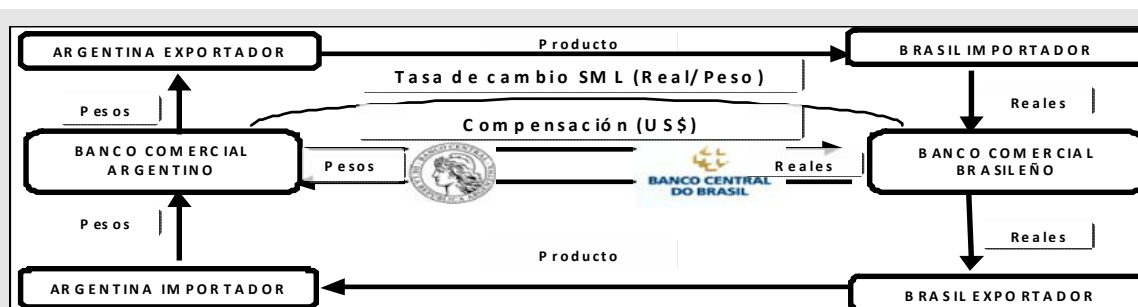 ARGENTINA EXPORTADOR
Producto
BRASIL IMPORTADOR
Tasa de cambio SML (Real/Peso)
Pesos
Reales
Compensación (US$)
BANCO COMERCIAL
ARGENTINO
Pesos
BANCO CENTRAL
DO BRASIL
Reales
BANCO COMERCIAL
BRASILEÑO
Pesos
Reales
Producto
ARGENTINA IMPORTADOR
BRASIL EXPORTADOR